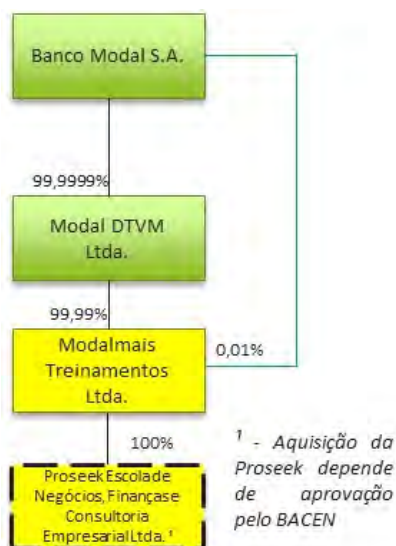 Banco Modal S.A.
99,9999%
Modal DTVM
Ltda.
99,99%
Modalmais
Treinamentos
Ltda.
0,01%
100%
Proseek Escola de
Negócios, Finanças e
Consultoria
Empresarial Ltda. ¹
¹ - Aquisição da
Proseek depende
de aprovação
pelo BACEN